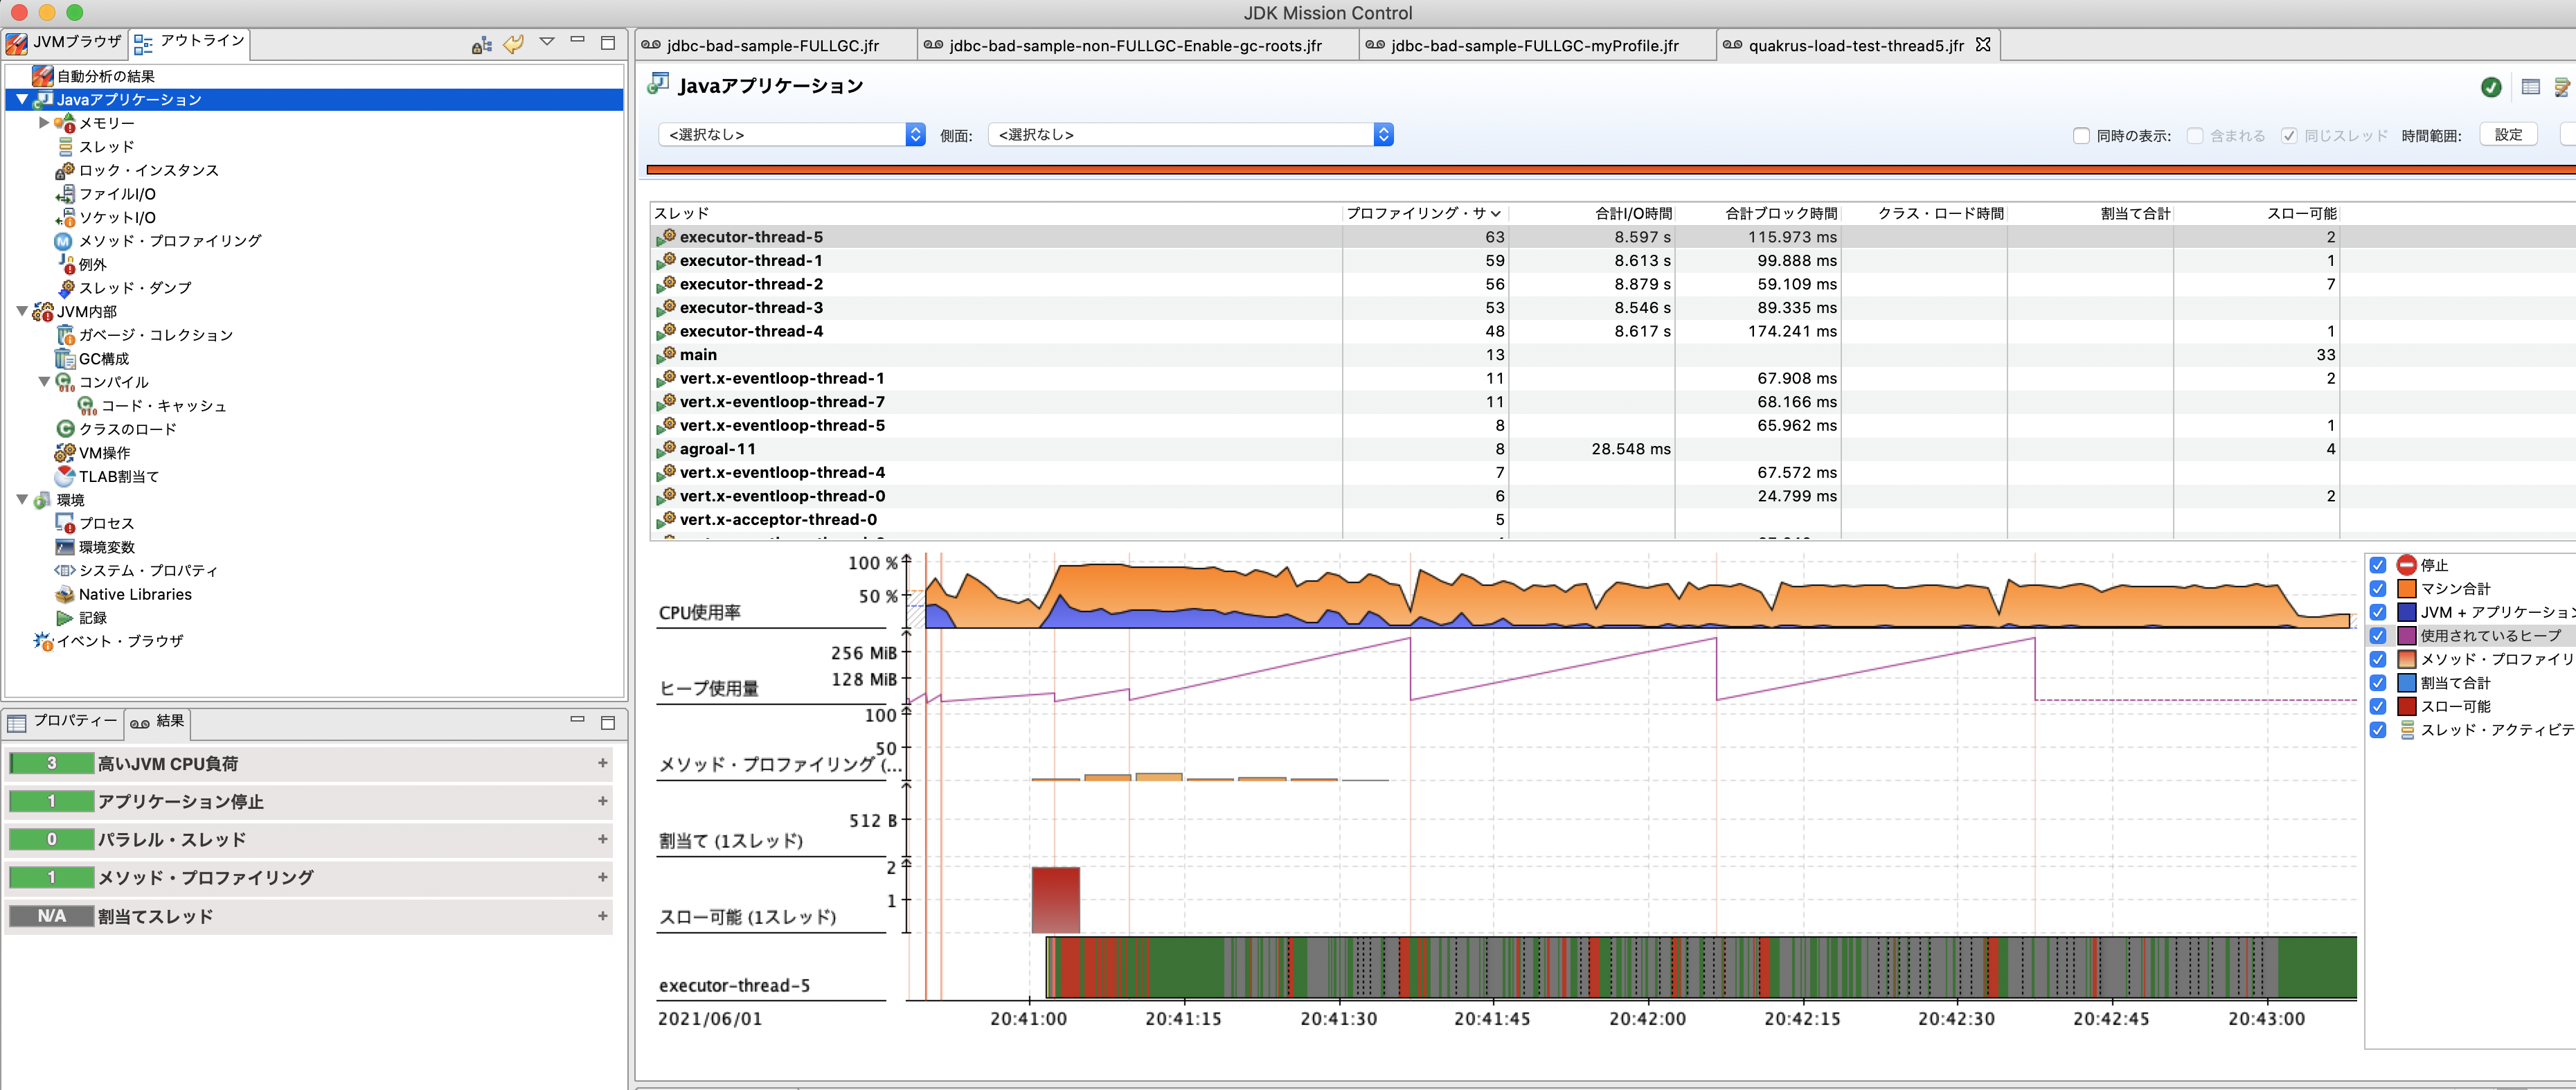 JDK Mission Control
JVMブラウザ
アウトライン
自動分析の結果
Javaアプリケーション
メモリー
スレッド
ロック・インスタンス
ファイルI/O
ソケットI/O
メソッド・プロファイリング
例外
スレッド・ダンプ
JVM内部
ガベージ・コレクション
GC構成
コンパイル
コード・キャッシュ
クラスのロード
VM操作
TLAB割当て
環境
プロセス
環境変数
システム・プロパティ
Native Libraries
記録
イベント・ブラウザ
プロパティー
結果
3 高いJVM CPU負荷 +
1 アプリケーション停止 +
0 パラレル・スレッド +
1 メソッド・プロファイリング +
N/A 割当てスレッド +
jdbc-bad-sample-FULLGC.jfr
jdbc-bad-sample-non-FULLGC-Enable-gc-roots.jfr
jdbc-bad-sample-FULLGC-myProfile.jfr
quakrus-load-test-thread5.jfr
Javaアプリケーション
<選択なし> 側面: <選択なし> 同時の表示: 含まれる 同じスレッド 時間範囲: 設定
スレッド プロファイリング・サ 合計I/O時間 合計ブロック時間 クラス・ロード時間 割当て合計 スロー可能
executor-thread-5 63 8.597 s 115.973 ms 2
executor-thread-1 59 8.613 s 99.888 ms 1
executor-thread-2 56 8.879 s 59.109 ms 7
executor-thread-3 53 8.546 s 89.335 ms
executor-thread-4 48 8.617 s 174.241 ms 1
main 13 33
vert.x-eventloop-thread-1 11 67.908 ms 2
vert.x-eventloop-thread-7 11 68.166 ms
vert.x-eventloop-thread-5 8 65.962 ms 1
agroal-11 8 28.548 ms 4
vert.x-eventloop-thread-4 7 67.572 ms
vert.x-eventloop-thread-0 6 24.799 ms 2
vert.x-acceptor-thread-0 5
100 %
50 %
CPU使用率
256 MiB
128 MiB
ヒープ使用量
100
50
メソッド・プロファイリング (...
512 B
割当て (1スレッド)
2
1
スロー可能 (1スレッド)
executor-thread-5
2021/06/01 20:41:00 20:41:15 20:41:30 20:41:45 20:42:00 20:42:15 20:42:30 20:42:45 20:43:00
停止
マシン合計
JVM + アプリケーション
使用されているヒープ
メソッド・プロファイリ
割当て合計
スロー可能
スレッド・アクティビテ